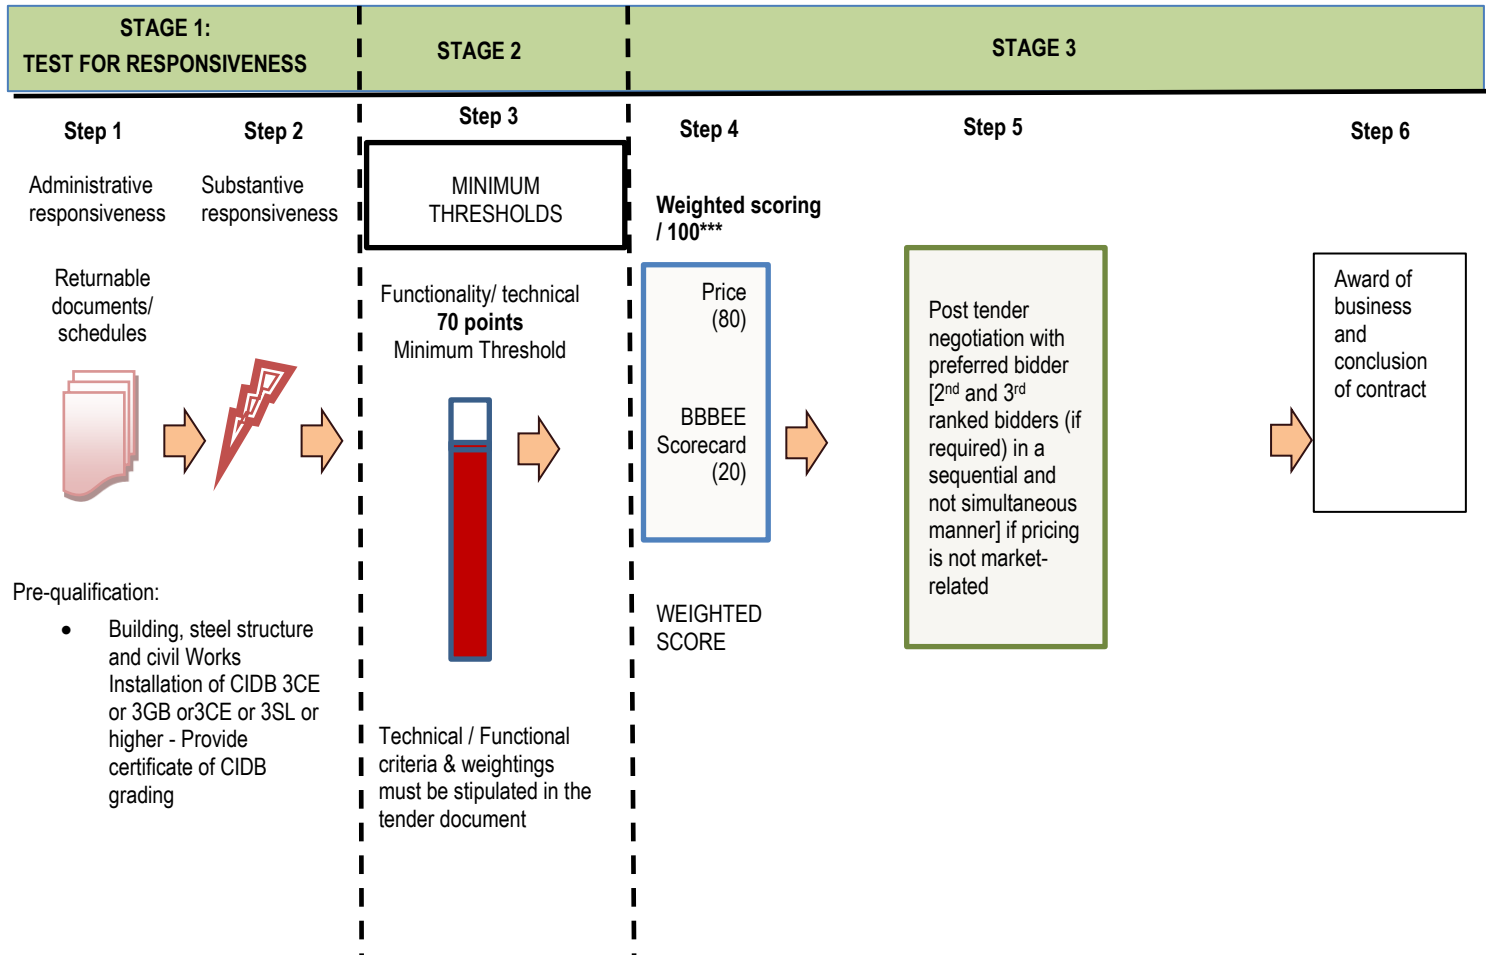 STAGE 1:
TEST FOR RESPONSIVENESS
STAGE 2
STAGE 3
Step 1
Step 2
Step 3
Step 4
Step 5
Step 6
Administrative
responsiveness
Substantive
responsiveness
MINIMUM
THRESHOLDS
Weighted scoring
/ 100***
Returnable
documents/
schedules
Functionality/ technical
70 points
Minimum Threshold
Price
(80)
BBBEE
Scorecard
(20)
Post tender
negotiation with
preferred bidder
[2nd and 3rd
ranked bidders (if
required) in a
sequential and
not simultaneous
manner] if pricing
is not market-
related
Award of
business
and
conclusion
of contract
Pre-qualification:
• Building, steel structure
and civil Works
Installation of CIDB 3CE
or 3GB or3CE or 3SL or
higher - Provide
certificate of CIDB
grading
Technical / Functional
criteria & weightings
must be stipulated in the
tender document
WEIGHTED
SCORE